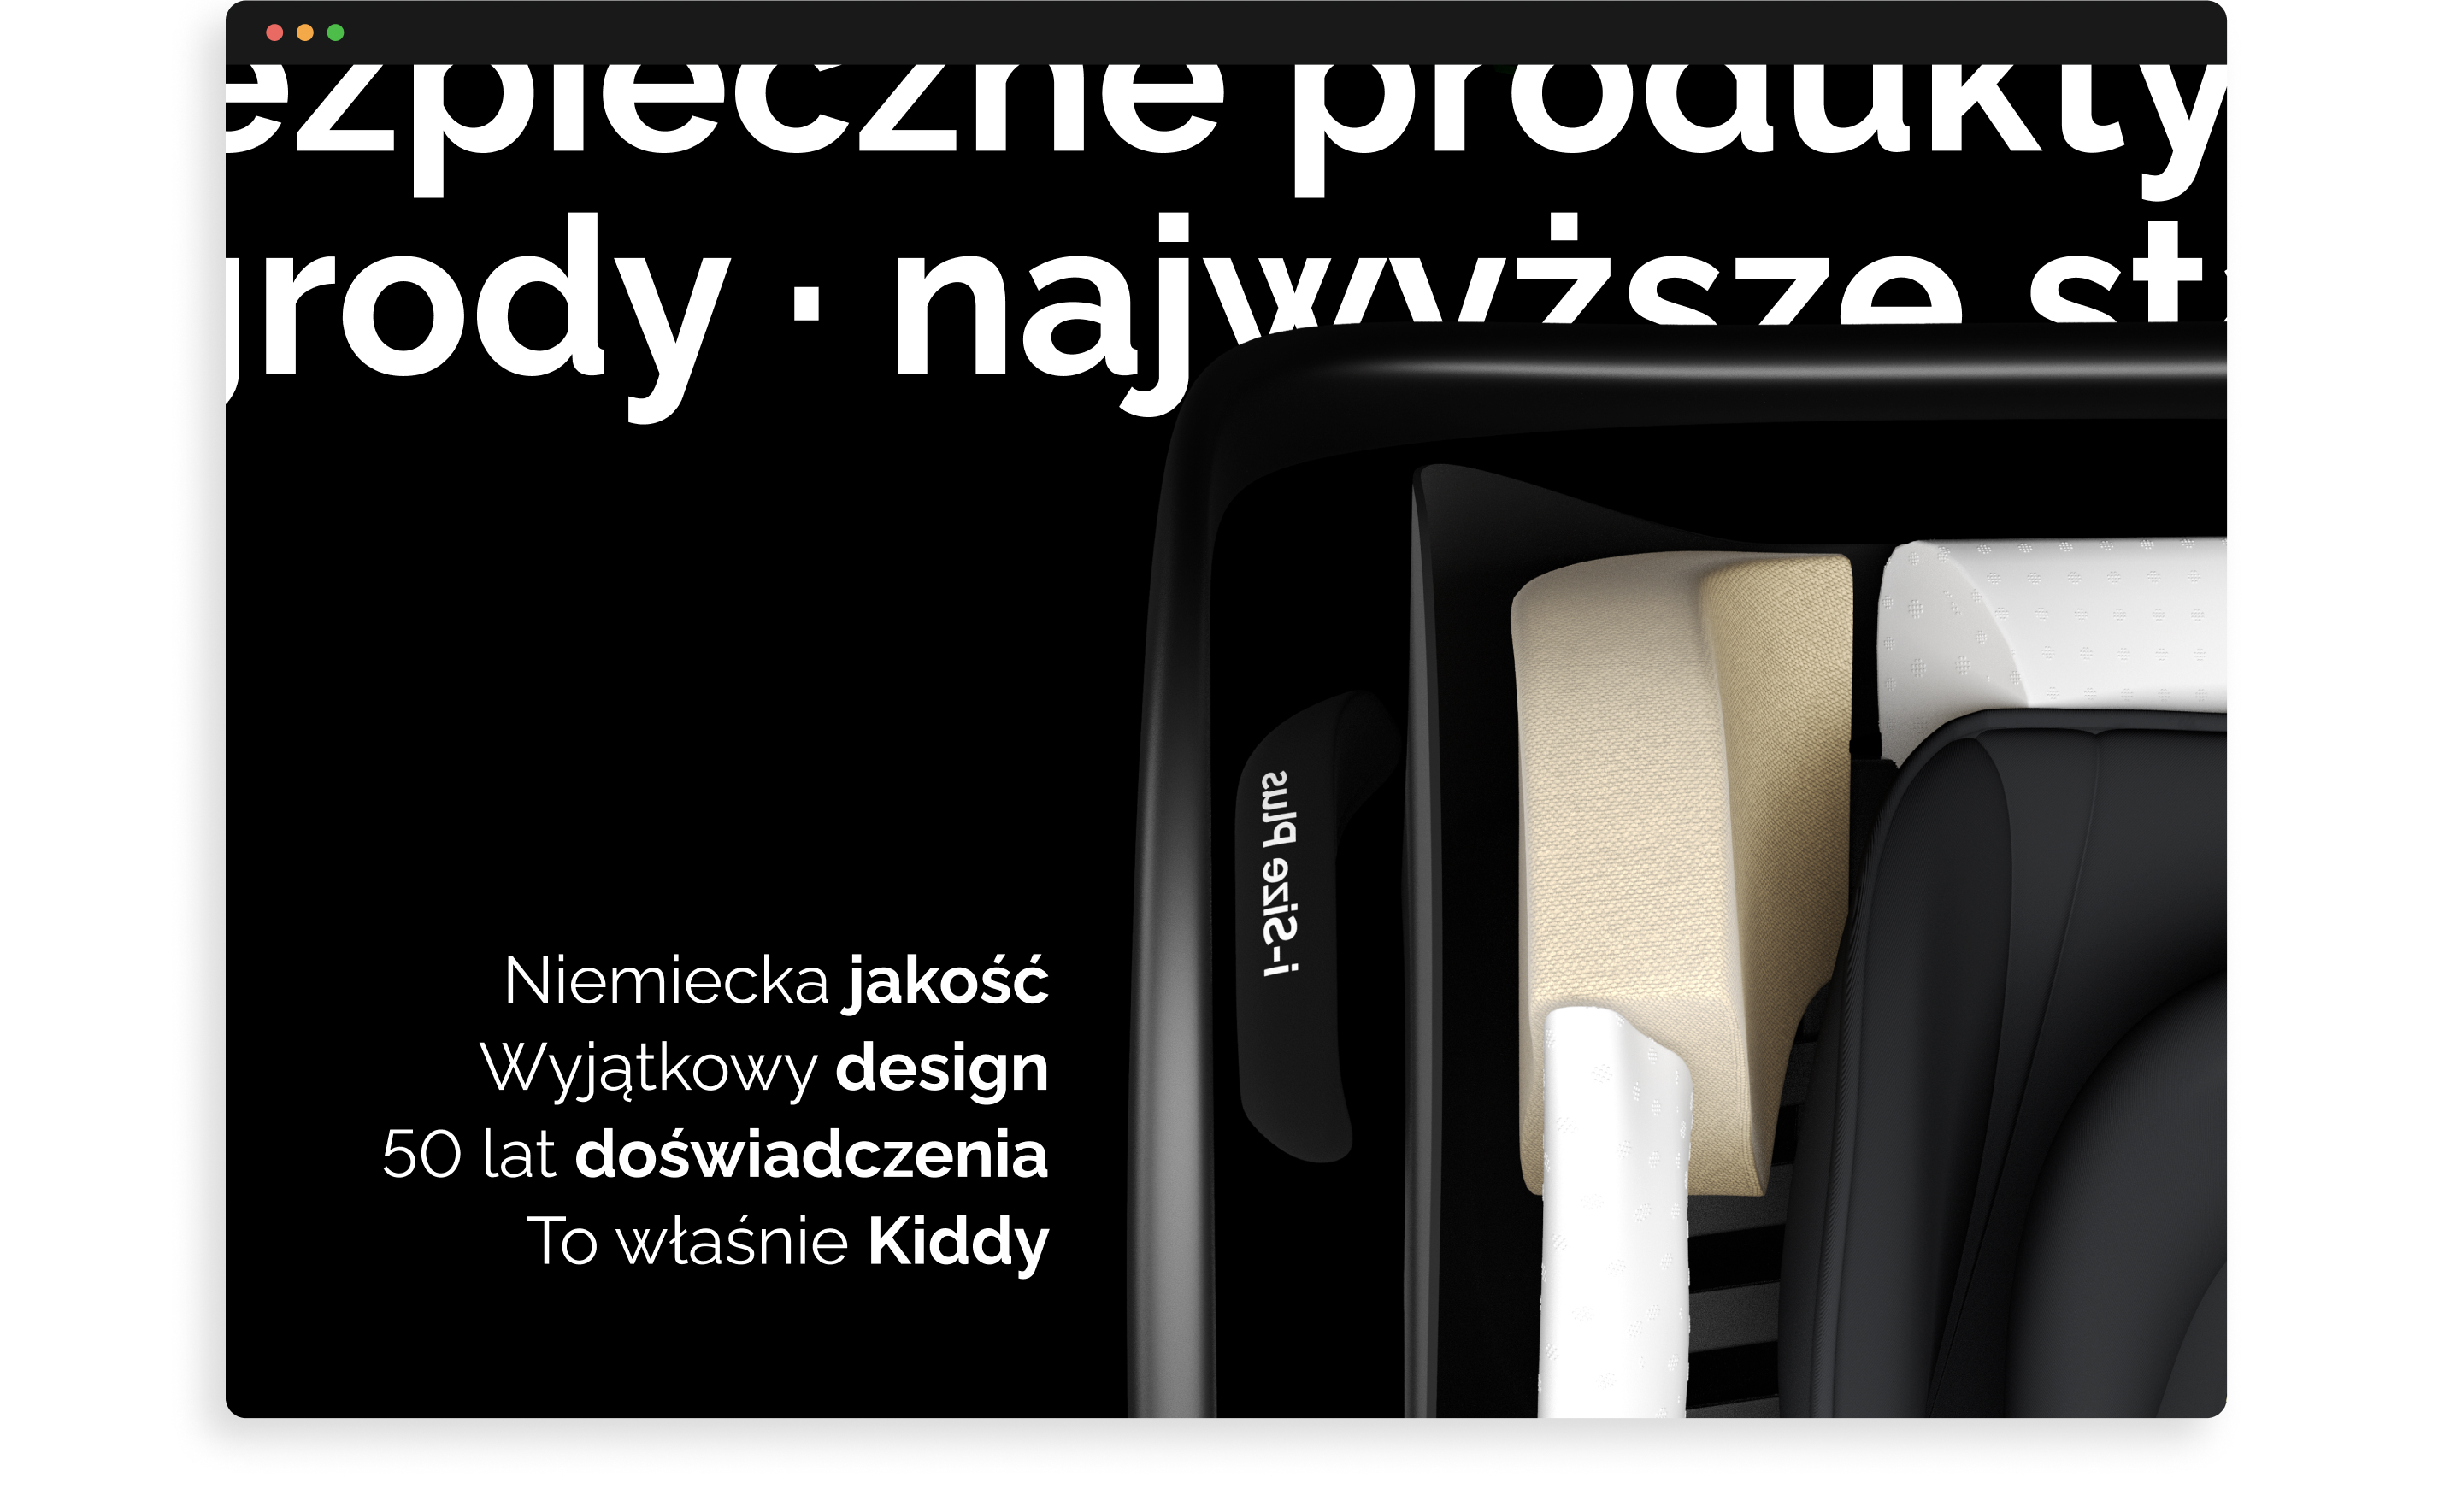 ezpieczne produkty
grody · najwyższe st
i-Size Plus
Niemiecka jakość
Wyjątkowy design
50 lat doświadczenia
To właśnie Kiddy